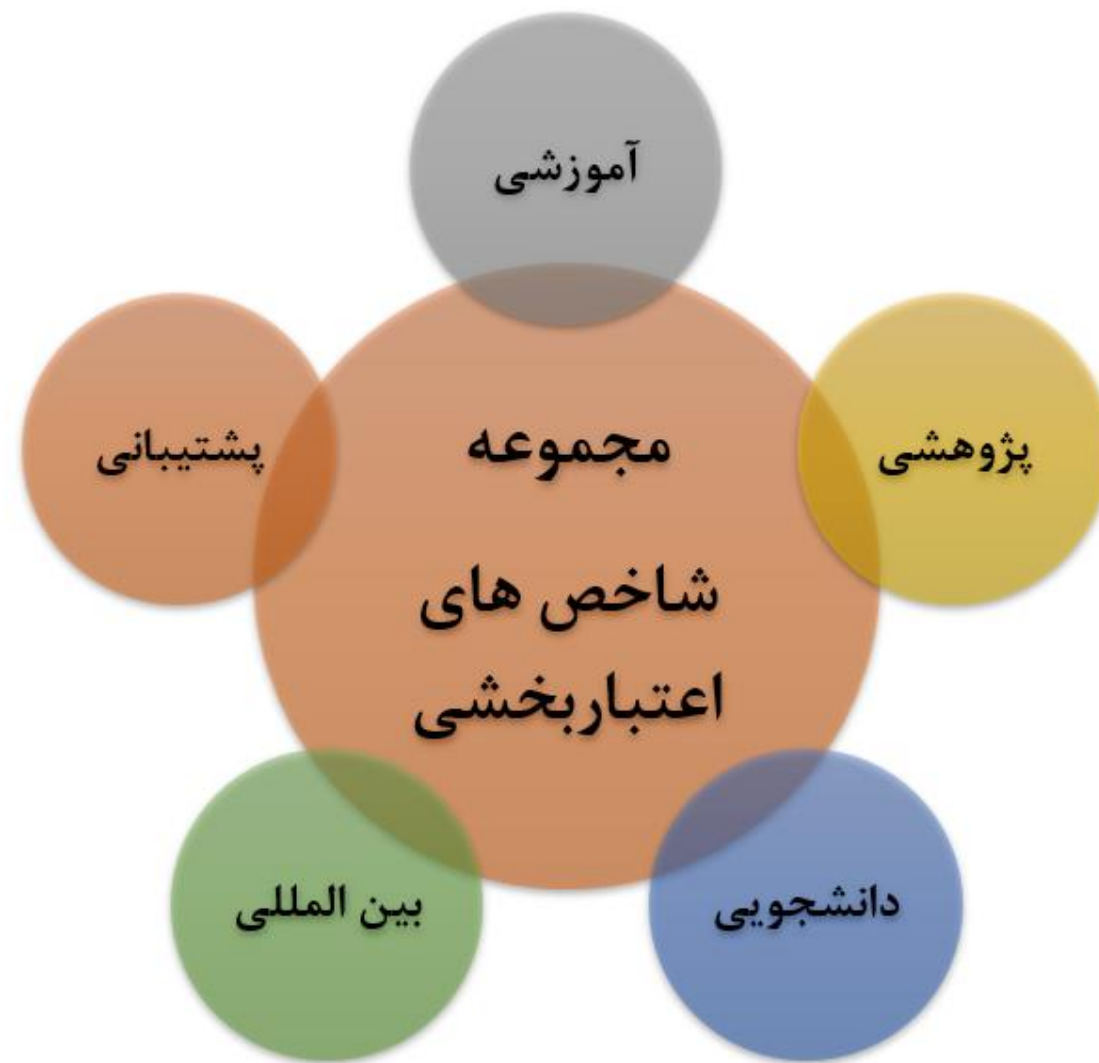 آموزشی
پژوهشی
پشتیبانی
مجموعه
شاخص های
اعتباربخشی
دانشجویی
بین المللی